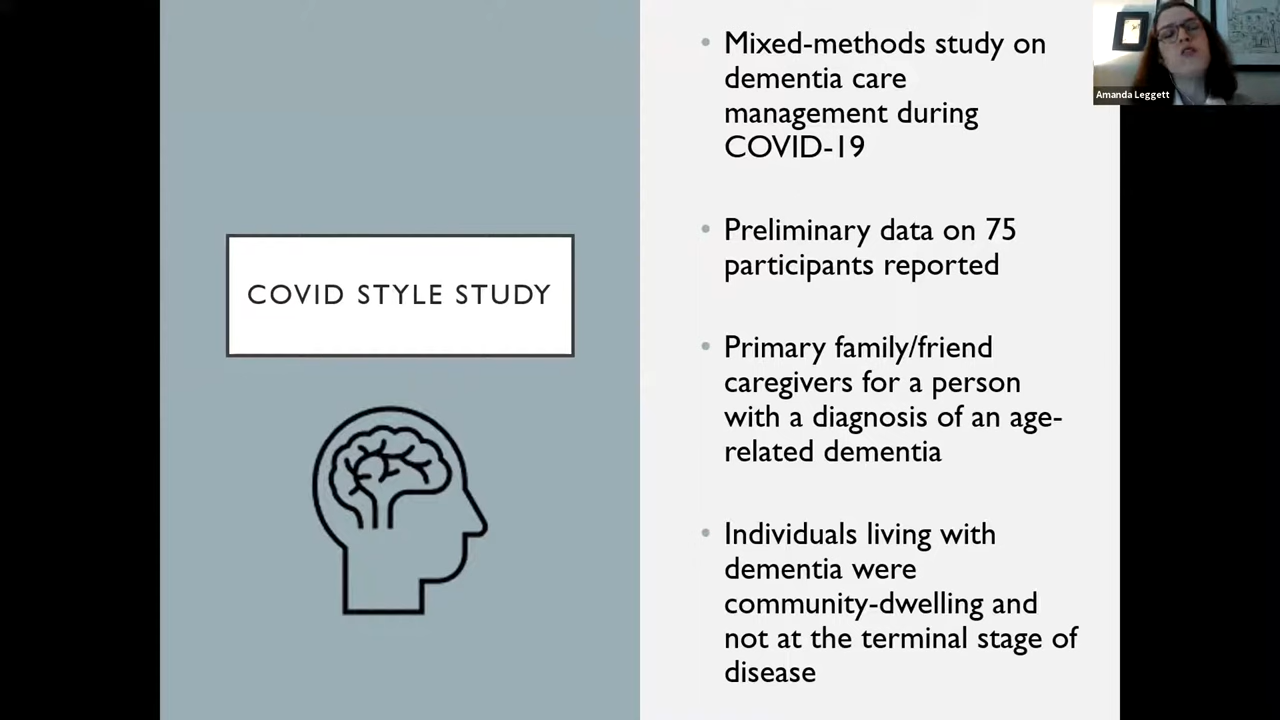 Mixed-methods study on
dementia care
management during
COVID-19
Preliminary data on 75
participants reported
Primary family/friend
caregivers for a person
with a diagnosis of an age-
related dementia
Individuals living with
dementia were
community-dwelling and
not at the terminal stage of
disease
COVID STYLE STUDY
Amanda Leggett